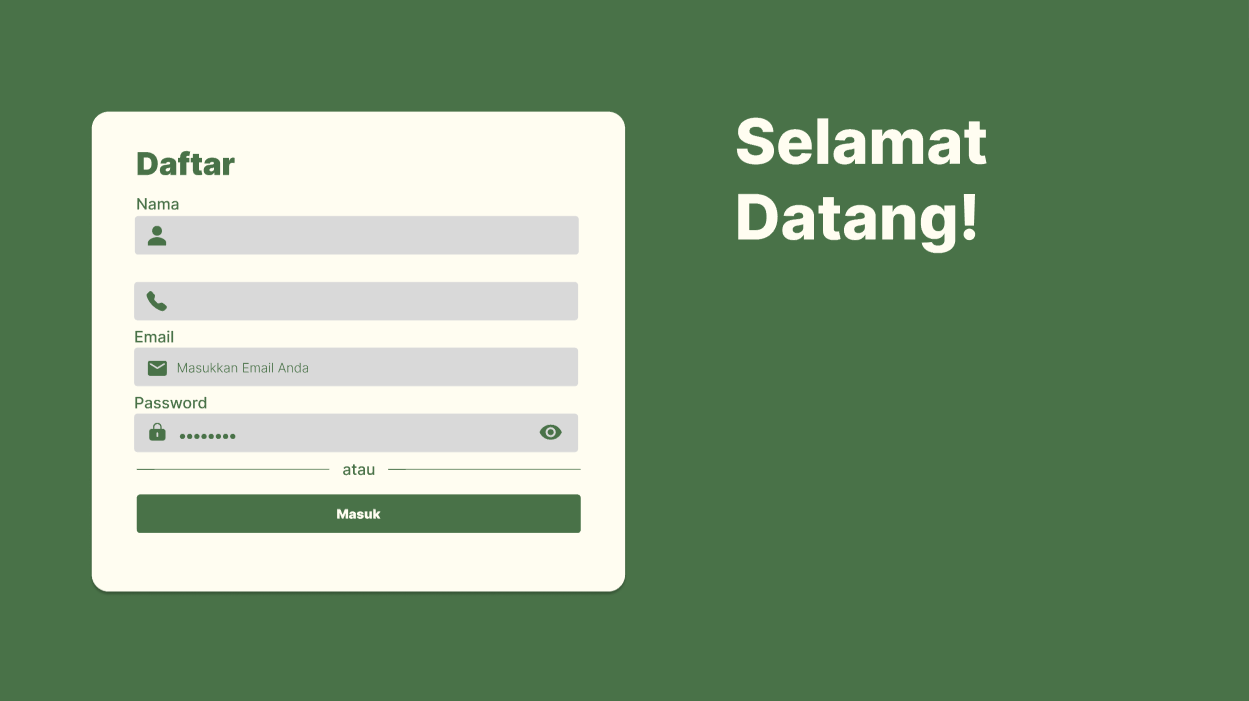 Daftar
Nama
Email
Masukkan Email Anda
Password
atau
Masuk
Selamat
Datang!